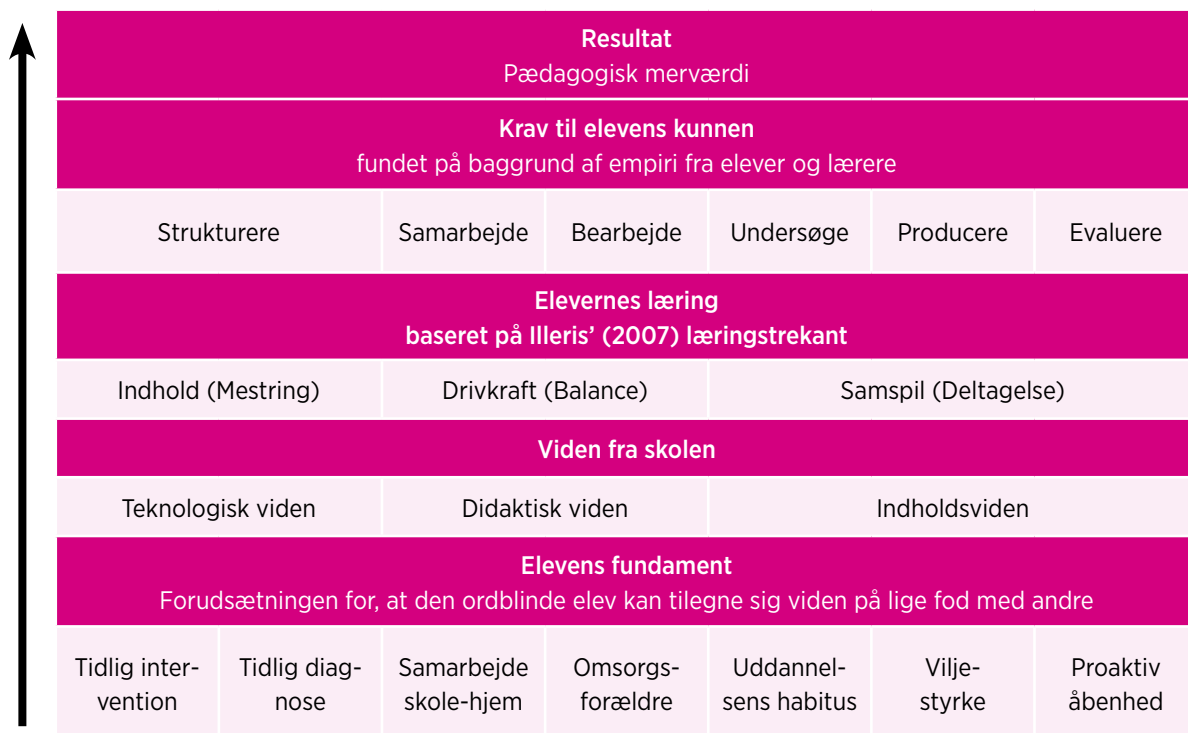 Resultat
Pædagogisk merværdi
Krav til elevens kunnen
fundet på baggrund af empiri fra elever og lærere
Strukturere
Samarbejde
Bearbejde
Undersøge
Producere
Evaluere
Elevernes læring
baseret på Illeris’ (2007) læringstrekant
Indhold (Mestring)
Drivkraft (Balance)
Samspil (Deltagelse)
Viden fra skolen
Teknologisk viden
Didaktisk viden
Indholdsviden
Elevens fundament
Forudsætningen for, at den ordblinde elev kan tilegne sig viden på lige fod med andre
Tidlig inter-
vention
Tidlig diag-
nose
Samarbejde
skole-hjem
Omsorgs-
forældre
Uddannel-
sens habitus
Vilje-
styrke
Proaktiv
åbenhed